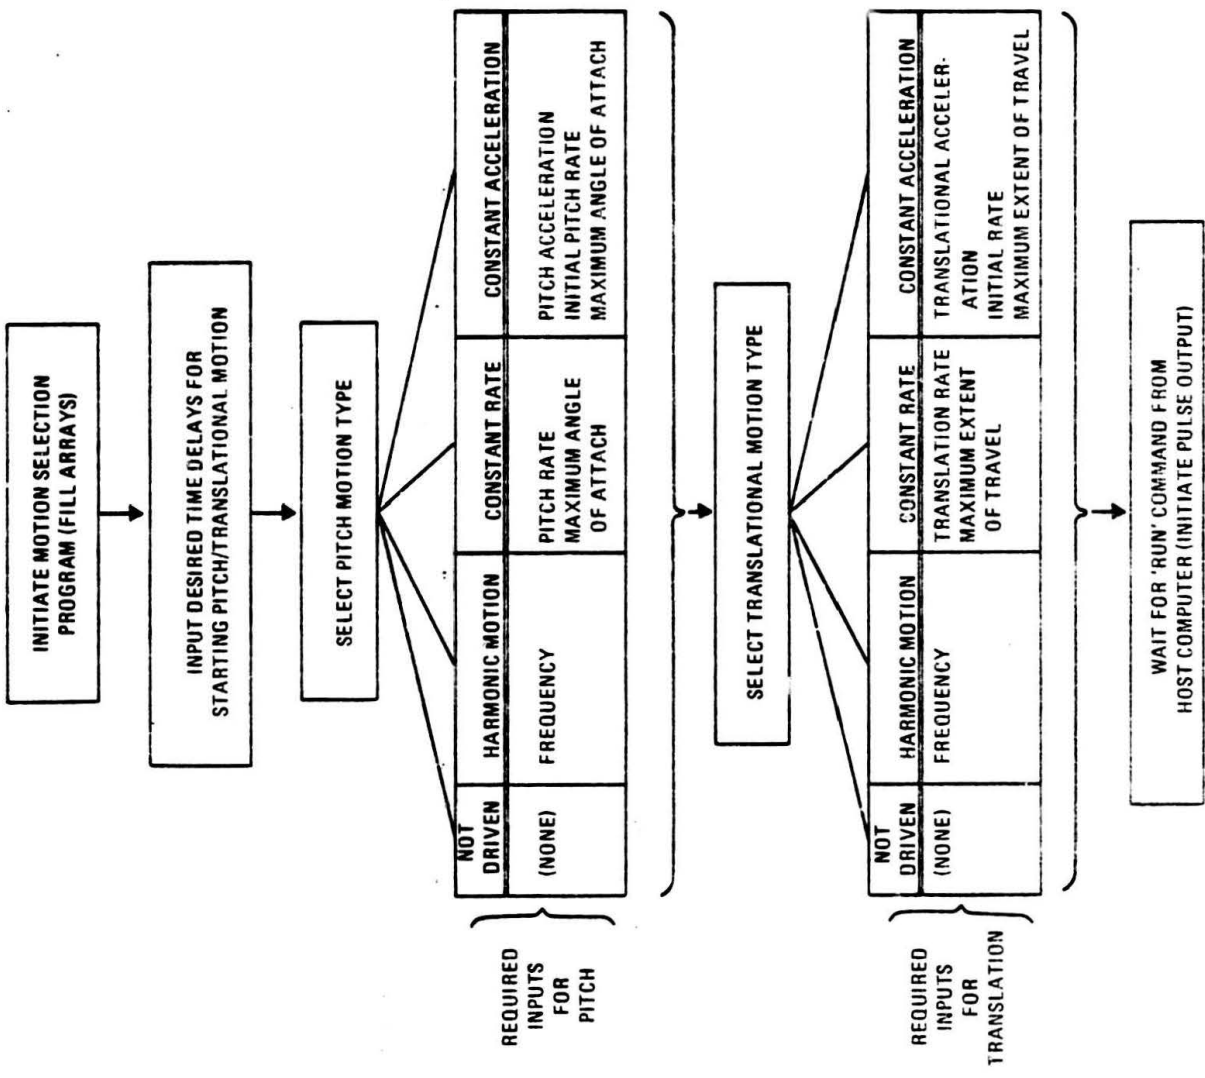 INITIATE MOTION SELECTION
PROGRAM (FILL ARRAYS)
INPUT DESIRED TIME DELAYS FOR
STARTING PITCH/TRANSLATIONAL MOTION
SELECT PITCH MOTION TYPE
REQUIRED
INPUTS
FOR
PITCH
NOT
DRIVEN
HARMONIC MOTION
CONSTANT RATE
CONSTANT ACCELERATION
(NONE)
FREQUENCY
PITCH RATE
MAXIMUM ANGLE
OF ATTACH
PITCH ACCELERATION
INITIAL PITCH RATE
MAXIMUM ANGLE OF ATTACH
SELECT TRANSLATIONAL MOTION TYPE
REQUIRED
INPUTS
FOR
TRANSLATION
NOT
DRIVEN
HARMONIC MOTION
CONSTANT RATE
CONSTANT ACCELERATION
(NONE)
FREQUENCY
TRANSLATION RATE
MAXIMUM EXTENT
OF TRAVEL
TRANSLATIONAL ACCELER-
ATION
INITIAL RATE
MAXIMUM EXTENT OF TRAVEL
WAIT FOR 'RUN' COMMAND FROM
HOST COMPUTER (INITIATE PULSE OUTPUT)